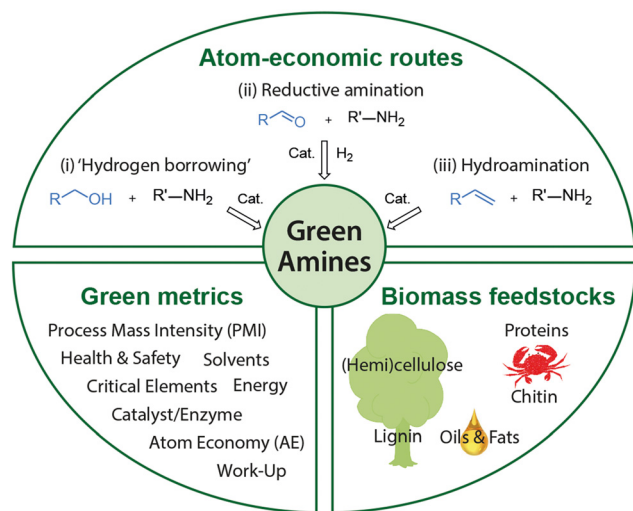 Atom-economic routes
(ii) Reductive amination
R O + R'—NH₂
Cat. H₂
(i) 'Hydrogen borrowing'
R OH + R'—NH₂
Cat.
(iii) Hydroamination
Cat.
R + R'—NH₂
Green
Amines
Green metrics
Process Mass Intensity (PMI)
Health & Safety Solvents
Critical Elements Energy
Catalyst/Enzyme
Atom Economy (AE)
Work-Up
Biomass feedstocks
Proteins
(Hemi)cellulose
Chitin
Lignin Oils & Fats